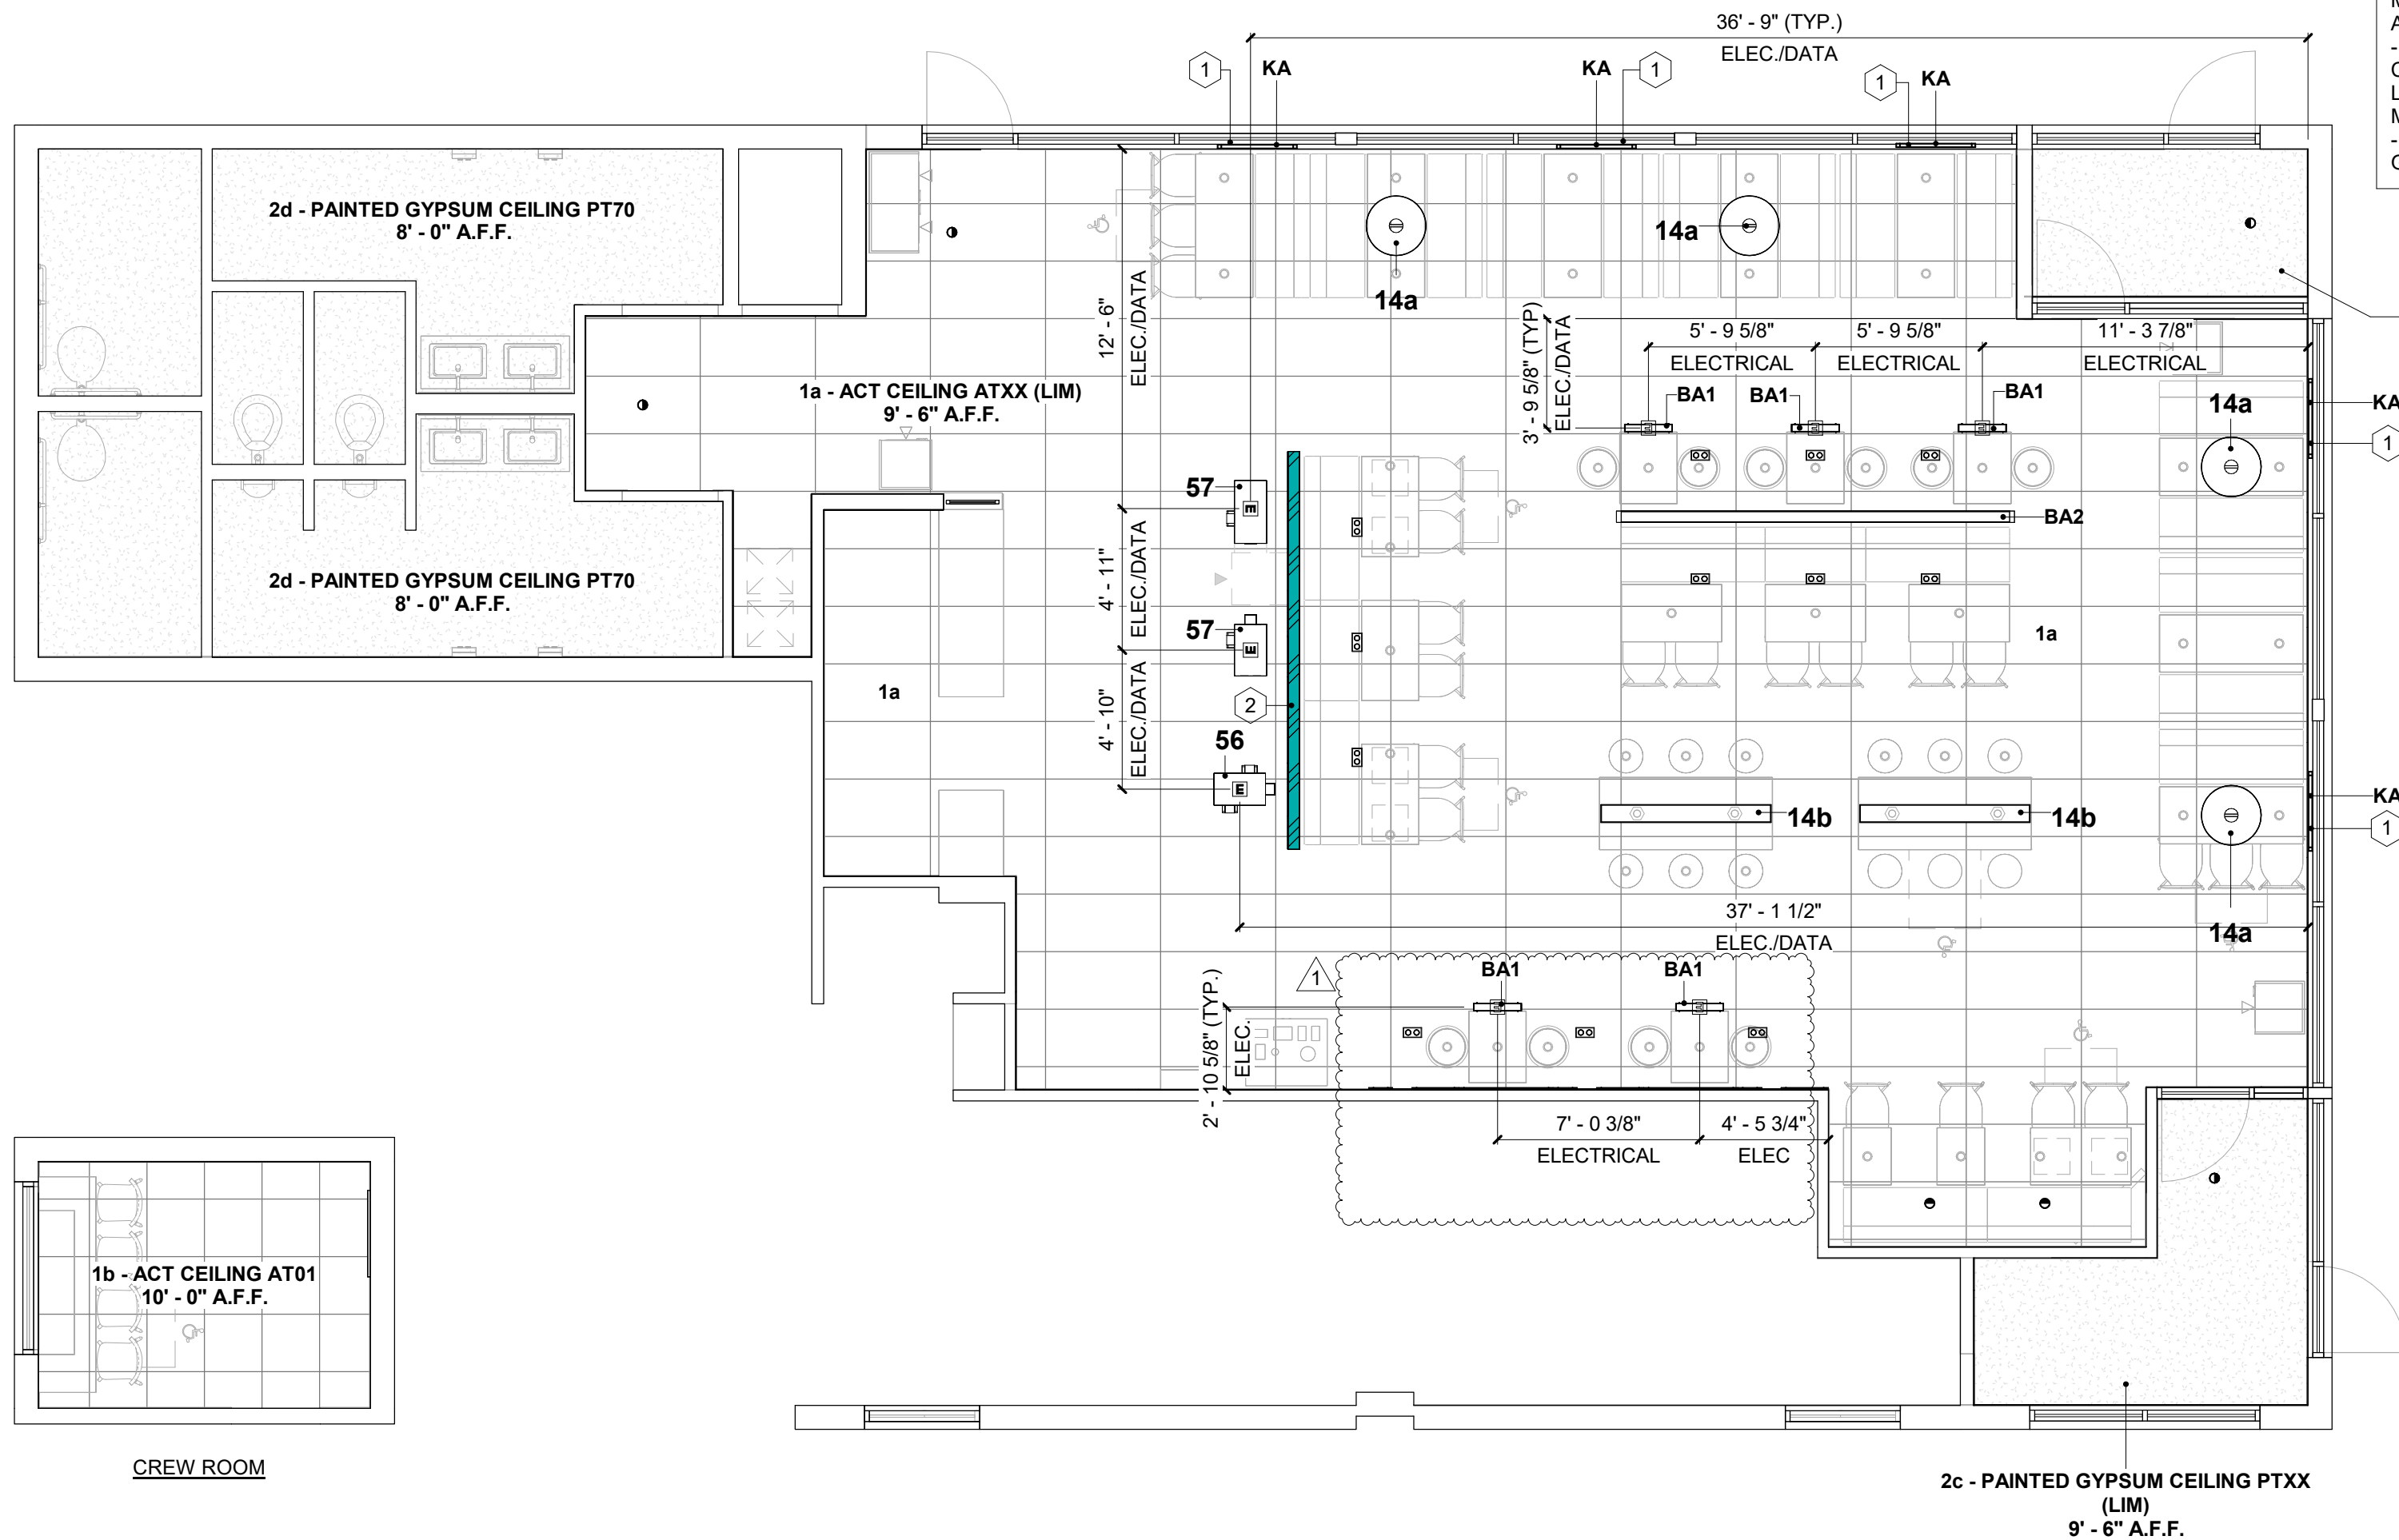 36' - 9" (TYP.)
ELEC./DATA
1
KA
KA
1
1
KA
2d - PAINTED GYPSUM CEILING PT70
8' - 0" A.F.F.
14a
14a
12' - 6"
ELEC./DATA
3' - 9 5/8" (TYP)
ELEC./DATA
5' - 9 5/8"
ELECTRICAL
5' - 9 5/8"
ELECTRICAL
11' - 3 7/8"
ELECTRICAL
1a - ACT CEILING ATXX (LIM)
9' - 6" A.F.F.
BA1
BA1
BA1
14a
KA
1
57
E
BA2
4' - 11"
ELEC./DATA
2d - PAINTED GYPSUM CEILING PT70
8' - 0" A.F.F.
57
E
1a
1a
4' - 10"
ELEC./DATA
2
56
E
14b
14b
KA
1
14a
37' - 1 1/2"
ELEC./DATA
1
BA1
BA1
2' - 10 5/8" (TYP.)
ELEC.
7' - 0 3/8"
ELECTRICAL
4' - 5 3/4"
ELEC
1b - ACT CEILING AT01
10' - 0" A.F.F.
CREW ROOM
2c - PAINTED GYPSUM CEILING PTXX
(LIM)
9' - 6" A.F.F.